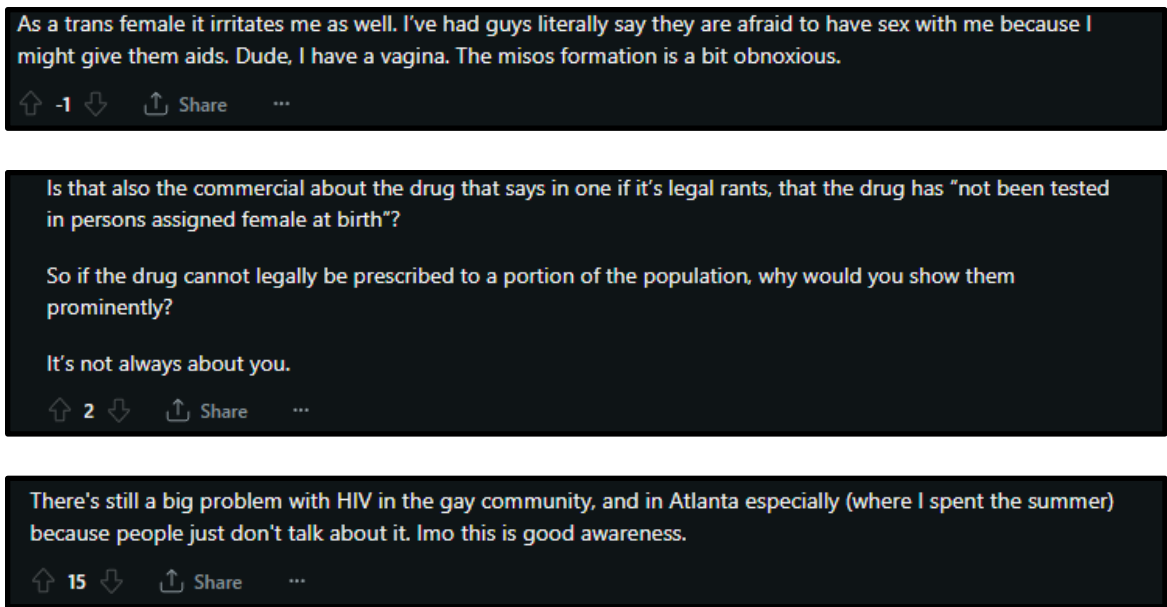 As a trans female it irritates me as well. I've had guys literally say they are afraid to have sex with me because I
might give them aids. Dude, I have a vagina. The misos formation is a bit obnoxious.
-1 Share ...
Is that also the commercial about the drug that says in one if it's legal rants, that the drug has "not been tested
in persons assigned female at birth"?
So if the drug cannot legally be prescribed to a portion of the population, why would you show them
prominently?
It's not always about you.
2 Share ...
There's still a big problem with HIV in the gay community, and in Atlanta especially (where I spent the summer)
because people just don't talk about it. Imo this is good awareness.
15 Share ...